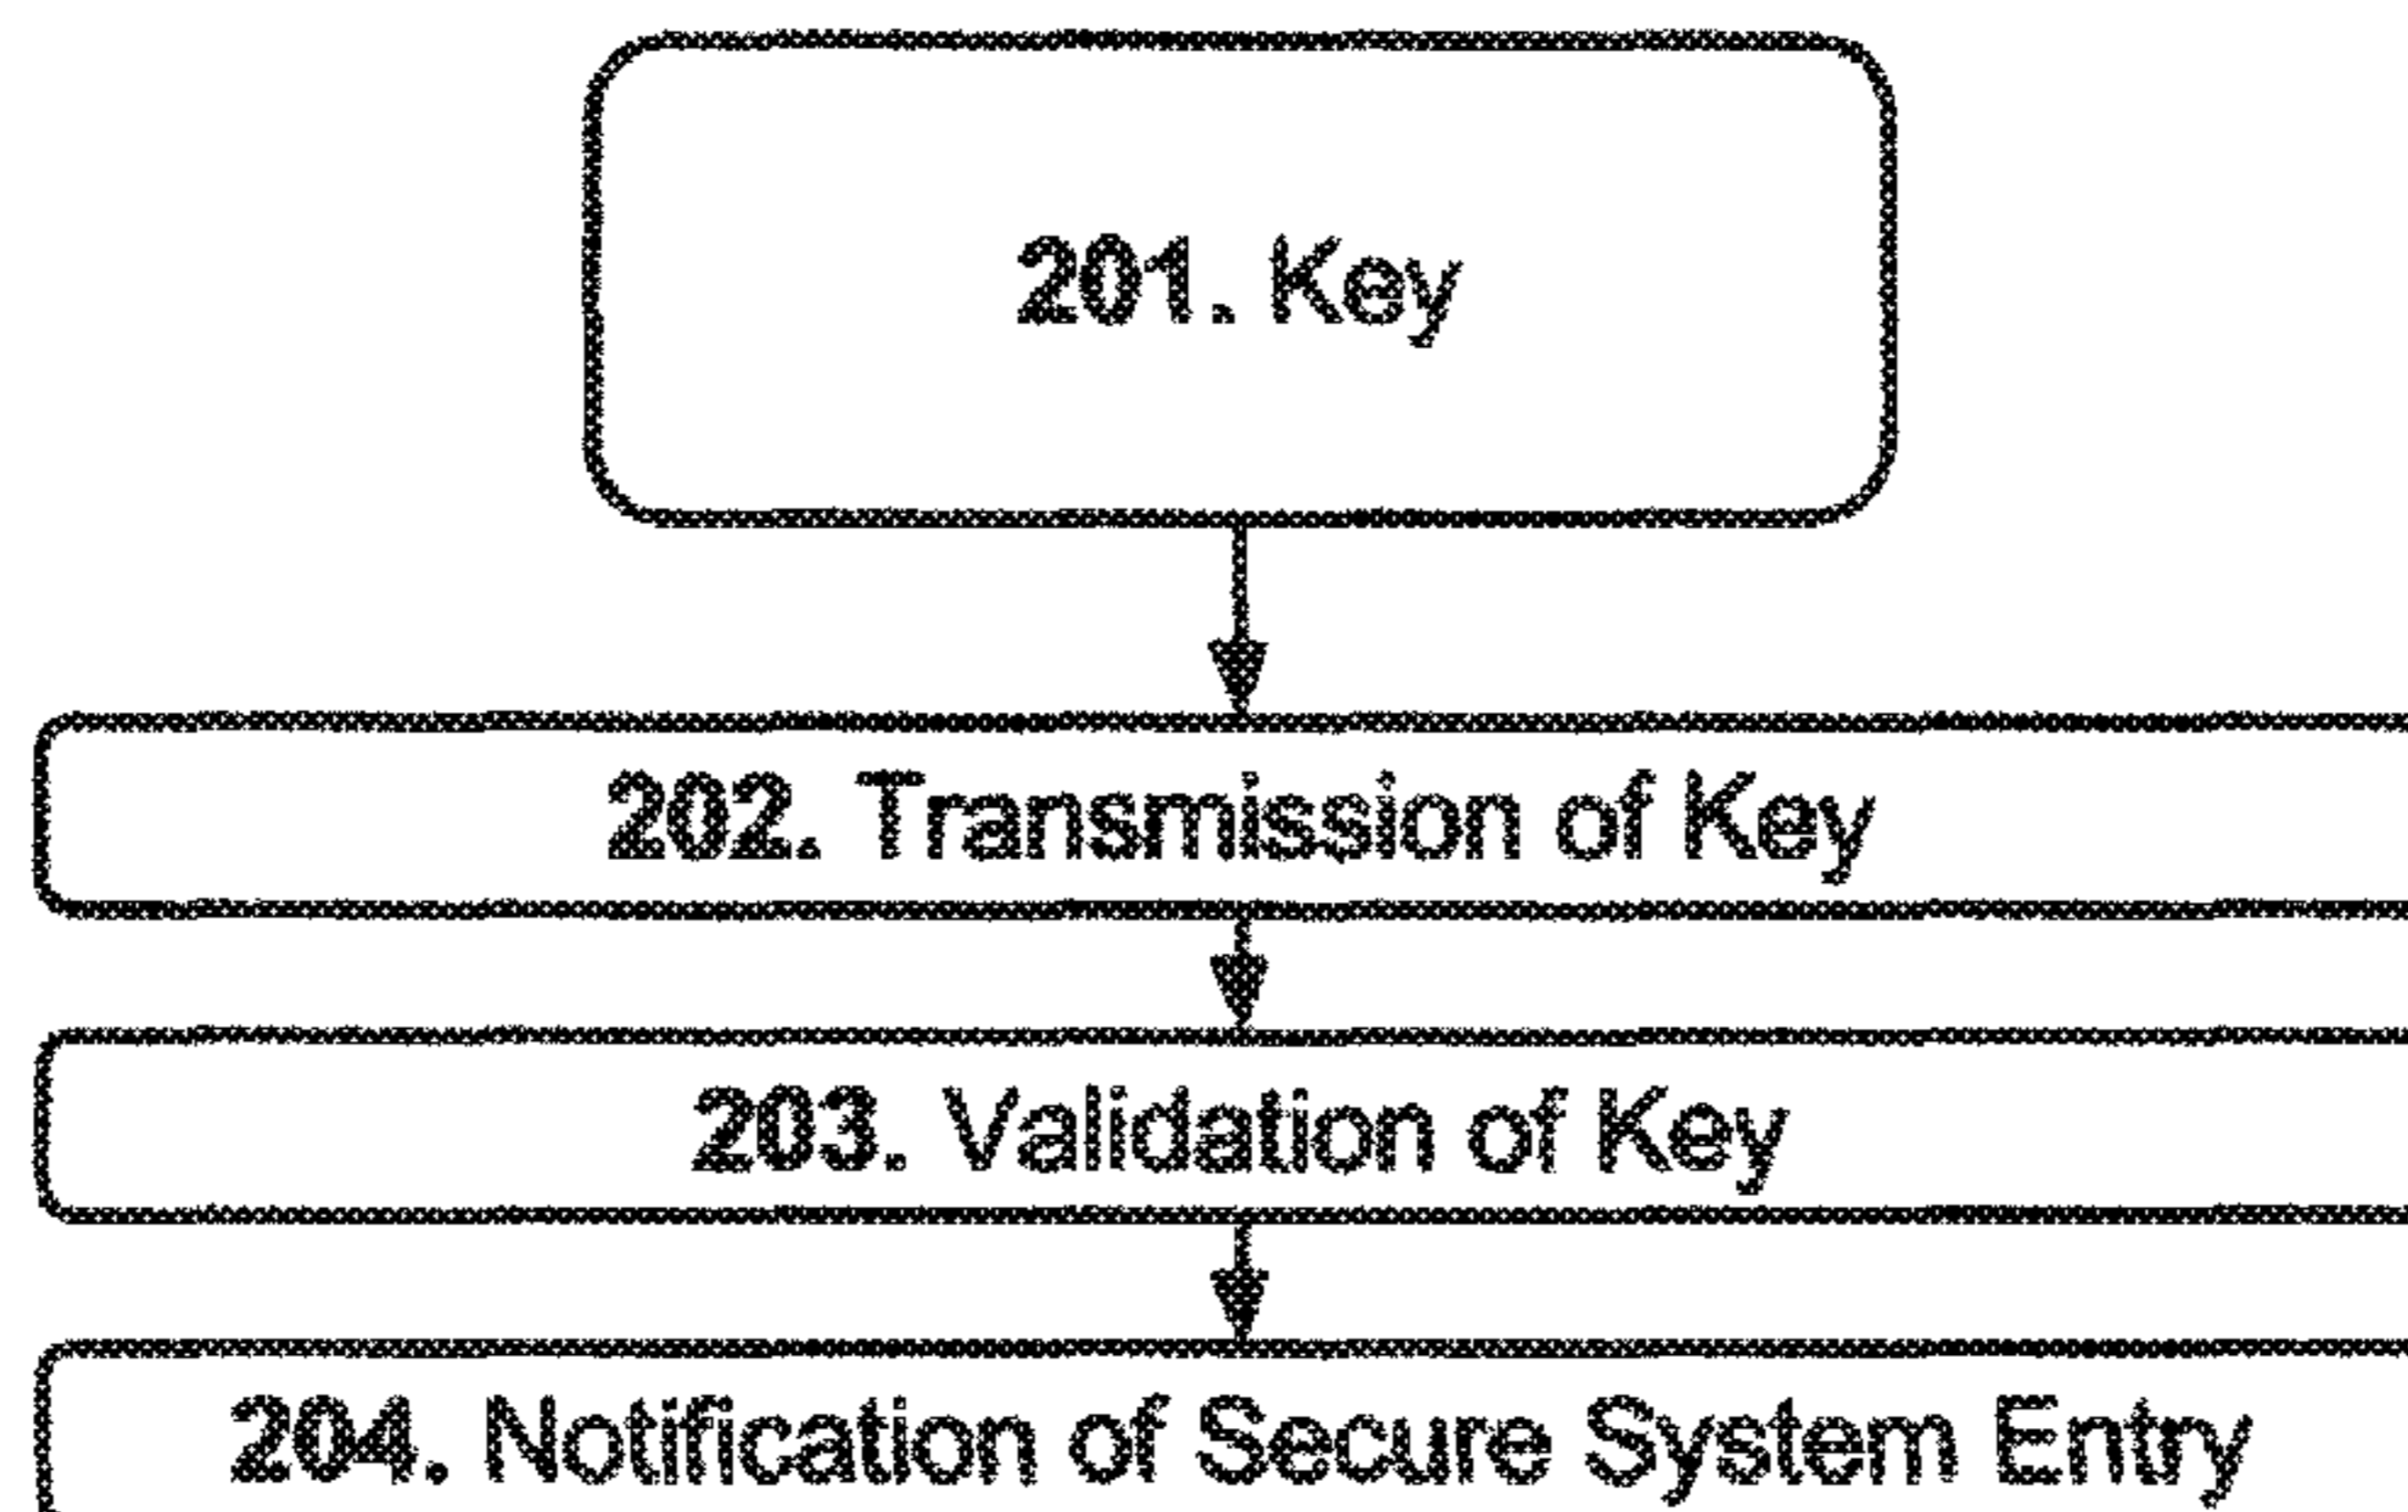 201. Key
202. Transmission of Key
203. Validation of Key
204. Notification of Secure System Entry